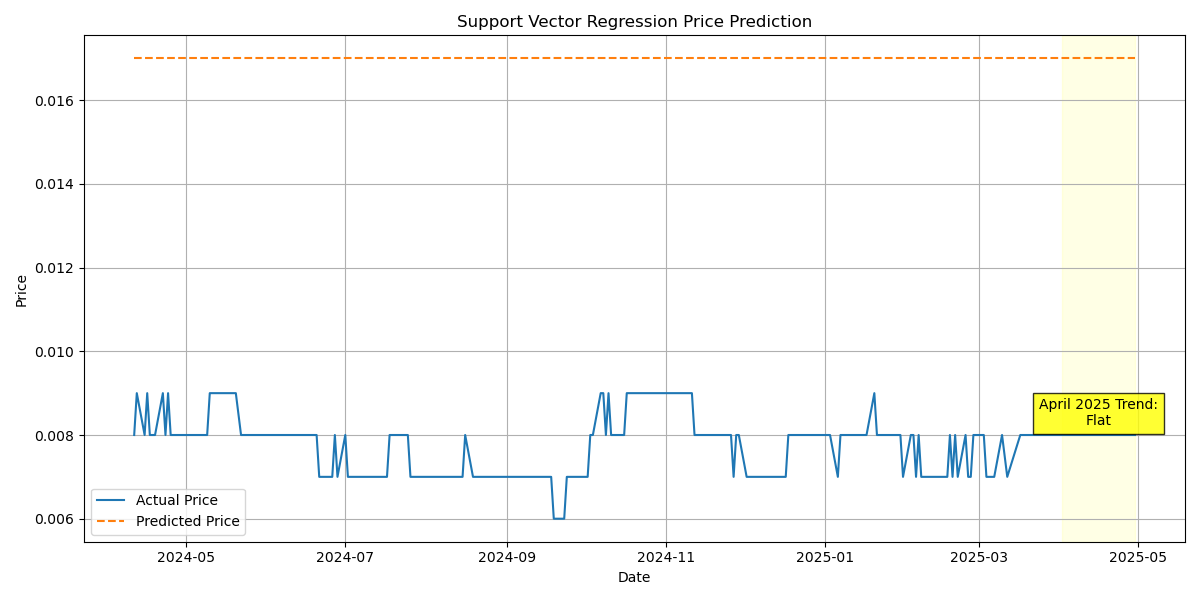 Support Vector Regression Price Prediction
Price
0.016
0.014
0.012
0.010
0.008
0.006
April 2025 Trend:
Flat
Actual Price
Predicted Price
2024-05
2024-07
2024-09
2024-11
2025-01
2025-03
2025-05
Date